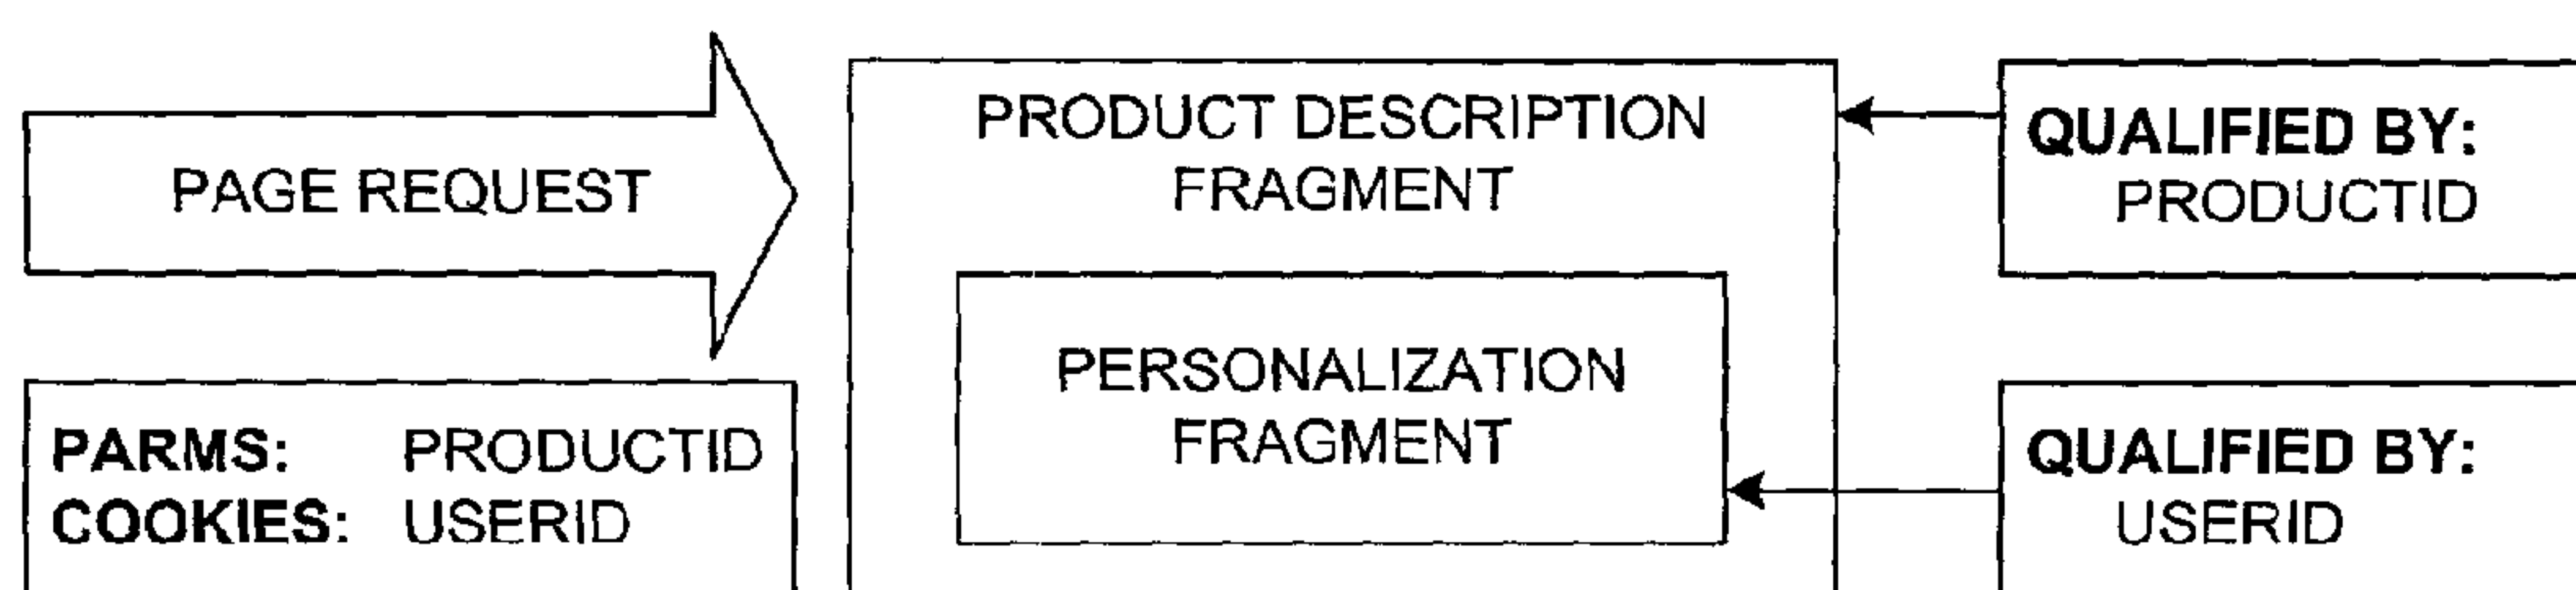 PAGE REQUEST
PARMS: PRODUCTID
COOKIES: USERID
PRODUCT DESCRIPTION
FRAGMENT
PERSONALIZATION
FRAGMENT
QUALIFIED BY:
PRODUCTID
QUALIFIED BY:
USERID